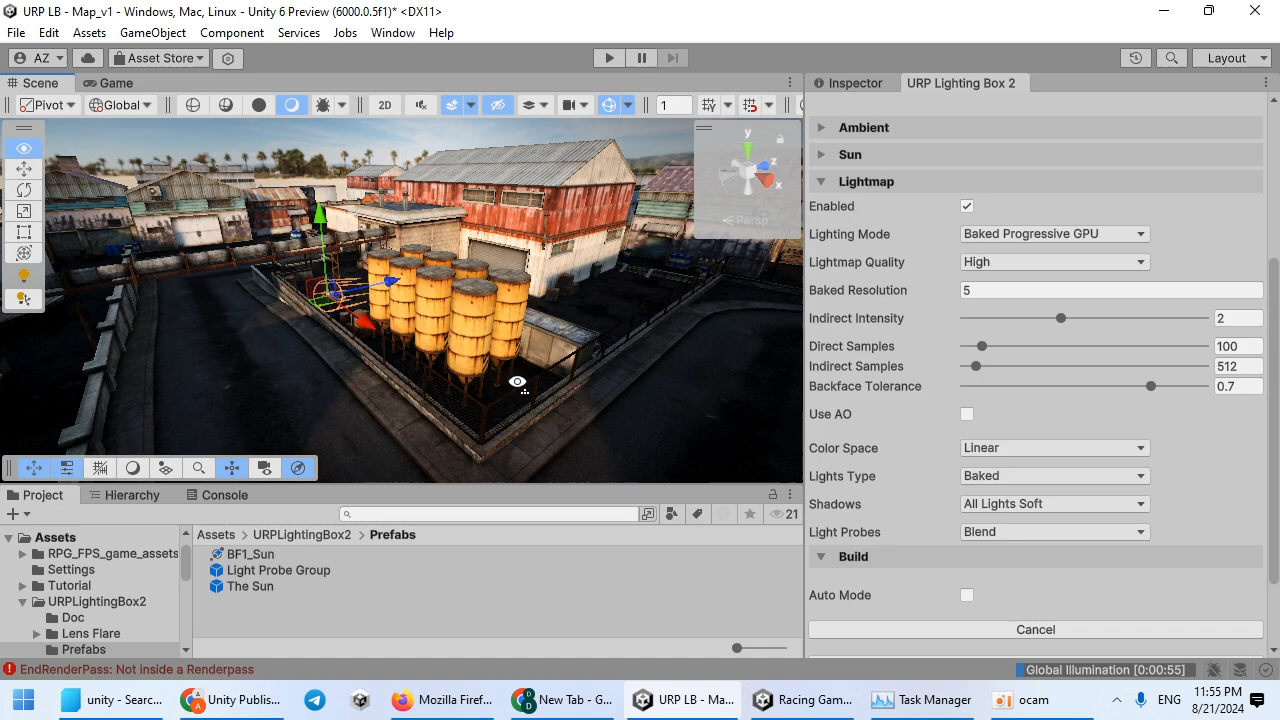 URP LB - Map_v1 - Windows, Mac, Linux - Unity 6 Preview (6000.0.5f1)* <DX11>
File Edit Assets GameObject Component Services Jobs Window Help
AZ Asset Store Layout
Scene Game Inspector URP Lighting Box 2
Pivot Global 2D 1
y
z
x
Persp
Ambient
Sun
Lightmap
Enabled
Lighting Mode Baked Progressive GPU
Lightmap Quality High
Baked Resolution 5
Indirect Intensity 2
Direct Samples 100
Indirect Samples 512
Backface Tolerance 0.7
Use AO
Color Space Linear
Lights Type Baked
Shadows All Lights Soft
Light Probes Blend
Build
Auto Mode
Cancel
Project Hierarchy Console
21
Assets
RPG_FPS_game_assets
Settings
Tutorial
URPLightingBox2
Doc
Lens Flare
Prefabs
Assets > URPLightingBox2 > Prefabs
BF1_Sun
Light Probe Group
The Sun
EndRenderPass: Not inside a Renderpass
Global Illumination [0:00:55]
unity - Searc... Unity Publis... Mozilla Firef... New Tab - G... URP LB - Ma... Racing Gam... Task Manager ocam ENG
11:55 PM
8/21/2024